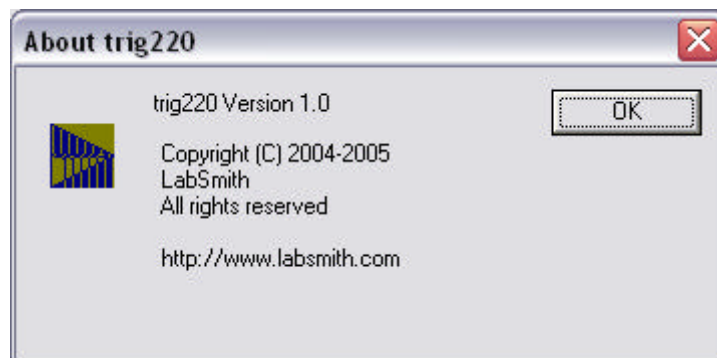 About trig220
trig220 Version 1.0
OK
Copyright (C) 2004-2005
LabSmith
All rights reserved
http://www.labsmith.com